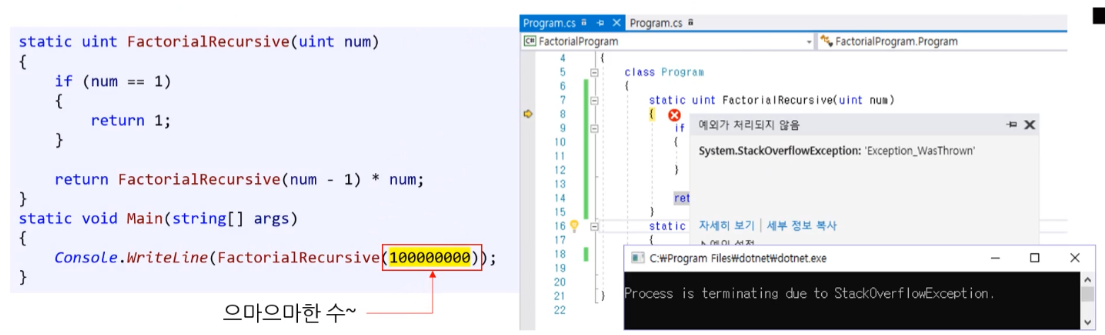 static uint FactorialRecursive(uint num)
{
if (num == 1)
{
return 1;
}
return FactorialRecursive(num - 1) * num;
}
static void Main(string[] args)
{
Console.WriteLine(FactorialRecursive(100000000));
}
으마으마한 수~
Program.cs Program.cs
C# FactorialProgram FactorialProgram.Program
4 {
5 class Program
6 {
7 static uint FactorialRecursive(uint num)
8 {
9 if
10 {
11
12 }
13
14 ret
15 }
16 static
17 {
18
19
20
21 }
22
예외가 처리되지 않음
System.StackOverflowException: 'Exception_WasThrown'
자세히 보기 | 세부 정보 복사
예외 설정
C:₩Program Files₩dotnet₩dotnet.exe
Process is terminating due to StackOverflowException.